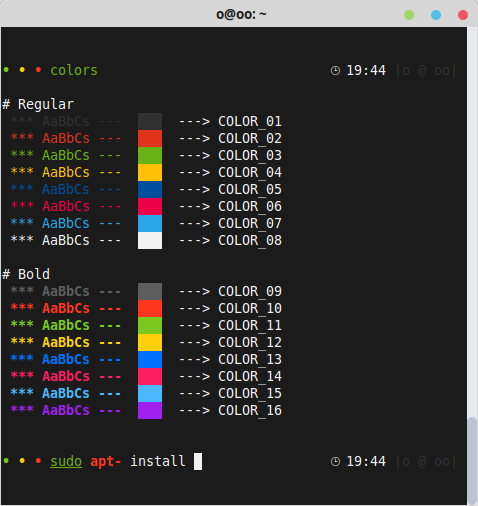 o@oo: ~
• • • colors 19:44 |o @ oo|
# Regular
*** AaBbCs --- ---> COLOR_01
*** AaBbCs --- ---> COLOR_02
*** AaBbCs --- ---> COLOR_03
*** AaBbCs --- ---> COLOR_04
*** AaBbCs --- ---> COLOR_05
*** AaBbCs --- ---> COLOR_06
*** AaBbCs --- ---> COLOR_07
*** AaBbCs --- ---> COLOR_08
# Bold
*** AaBbCs --- ---> COLOR_09
*** AaBbCs --- ---> COLOR_10
*** AaBbCs --- ---> COLOR_11
*** AaBbCs --- ---> COLOR_12
*** AaBbCs --- ---> COLOR_13
*** AaBbCs --- ---> COLOR_14
*** AaBbCs --- ---> COLOR_15
*** AaBbCs --- ---> COLOR_16
• • • sudo apt- install 19:44 |o @ oo|